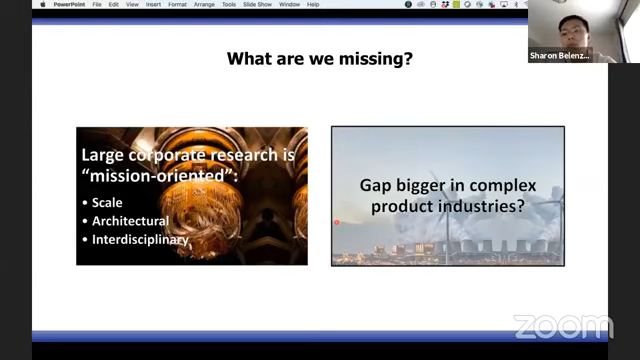 PowerPoint File Edit View Insert Format Arrange Tools Slide Show Window Help
Sharon Belenz...
What are we missing?
Large corporate research is
“mission-oriented”:
• Scale
• Architectural
• Interdisciplinary
Gap bigger in complex
product industries?
zoom